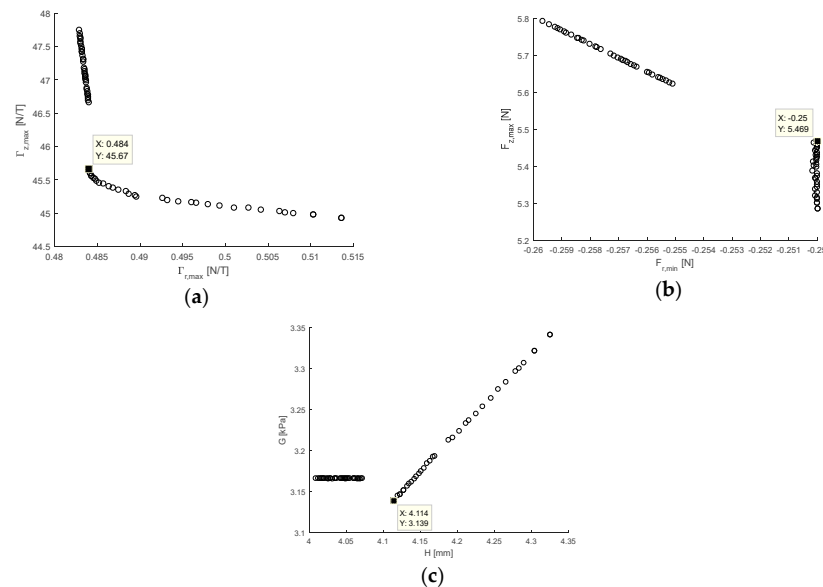 48
47.5
47
46.5
46
45.5
45
44.5
Γz,max [N/T]
X: 0.484
Y: 45.67
0.48 0.485 0.49 0.495 0.5 0.505 0.51 0.515
Γr,max [N/T]
(a)
5.8
5.7
5.6
5.5
5.4
5.3
5.2
Fz,max [N]
X: -0.25
Y: 5.469
-0.26 -0.259 -0.258 -0.257 -0.256 -0.255 -0.254 -0.253 -0.252 -0.251
Fr,min [N]
(b)
3.35
3.3
3.25
3.2
3.15
3.1
G [kPa]
X: 4.114
Y: 3.139
4 4.05 4.1 4.15 4.2 4.25 4.3 4.35
H [mm]
(c)